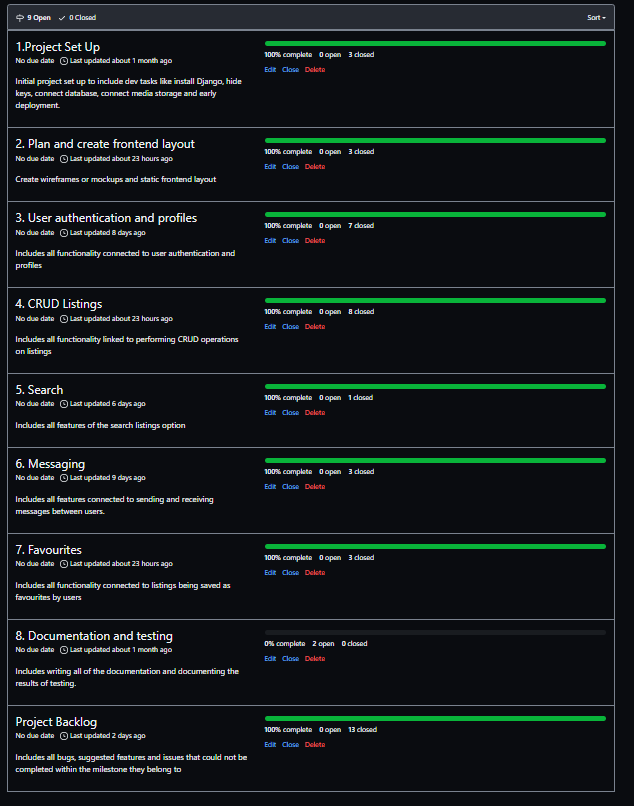 9 Open 0 Closed Sort
1.Project Set Up
No due date Last updated about 1 month ago
Initial project set up to include dev tasks like install Django, hide
keys, connect database, connect media storage and early
deployment.
100% complete 0 open 3 closed
Edit Close Delete
2. Plan and create frontend layout
No due date Last updated about 23 hours ago
Create wireframes or mockups and static frontend layout
100% complete 0 open 3 closed
Edit Close Delete
3. User authentication and profiles
No due date Last updated 8 days ago
Includes all functionality connected to user authentication and
profiles
100% complete 0 open 7 closed
Edit Close Delete
4. CRUD Listings
No due date Last updated about 23 hours ago
Includes all functionality linked to performing CRUD operations
on listings
100% complete 0 open 8 closed
Edit Close Delete
5. Search
No due date Last updated 6 days ago
Includes all features of the search listings option
100% complete 0 open 1 closed
Edit Close Delete
6. Messaging
No due date Last updated 9 days ago
Includes all features connected to sending and receiving
messages between users.
100% complete 0 open 3 closed
Edit Close Delete
7. Favourites
No due date Last updated about 23 hours ago
Includes all functionality connected to listings being saved as
favourites by users
100% complete 0 open 3 closed
Edit Close Delete
8. Documentation and testing
No due date Last updated about 1 month ago
Includes writing all of the documentation and documenting the
results of testing.
0% complete 2 open 0 closed
Edit Close Delete
Project Backlog
No due date Last updated 2 days ago
Includes all bugs, suggested features and issues that could not be
completed within the milestone they belong to
100% complete 0 open 13 closed
Edit Close Delete